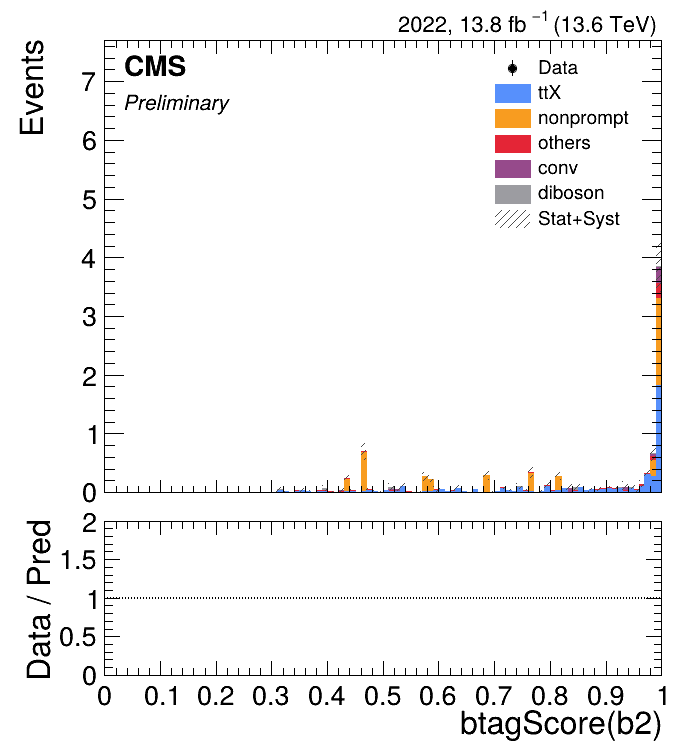 2022, 13.8 fb⁻¹ (13.6 TeV)
CMS
Preliminary
Data
ttX
nonprompt
others
conv
diboson
Stat+Syst
Events
7
6
5
4
3
2
1
0
Data / Pred
2
1.5
1
0.5
0
0 0.1 0.2 0.3 0.4 0.5 0.6 0.7 0.8 0.9 1
btagScore(b2)